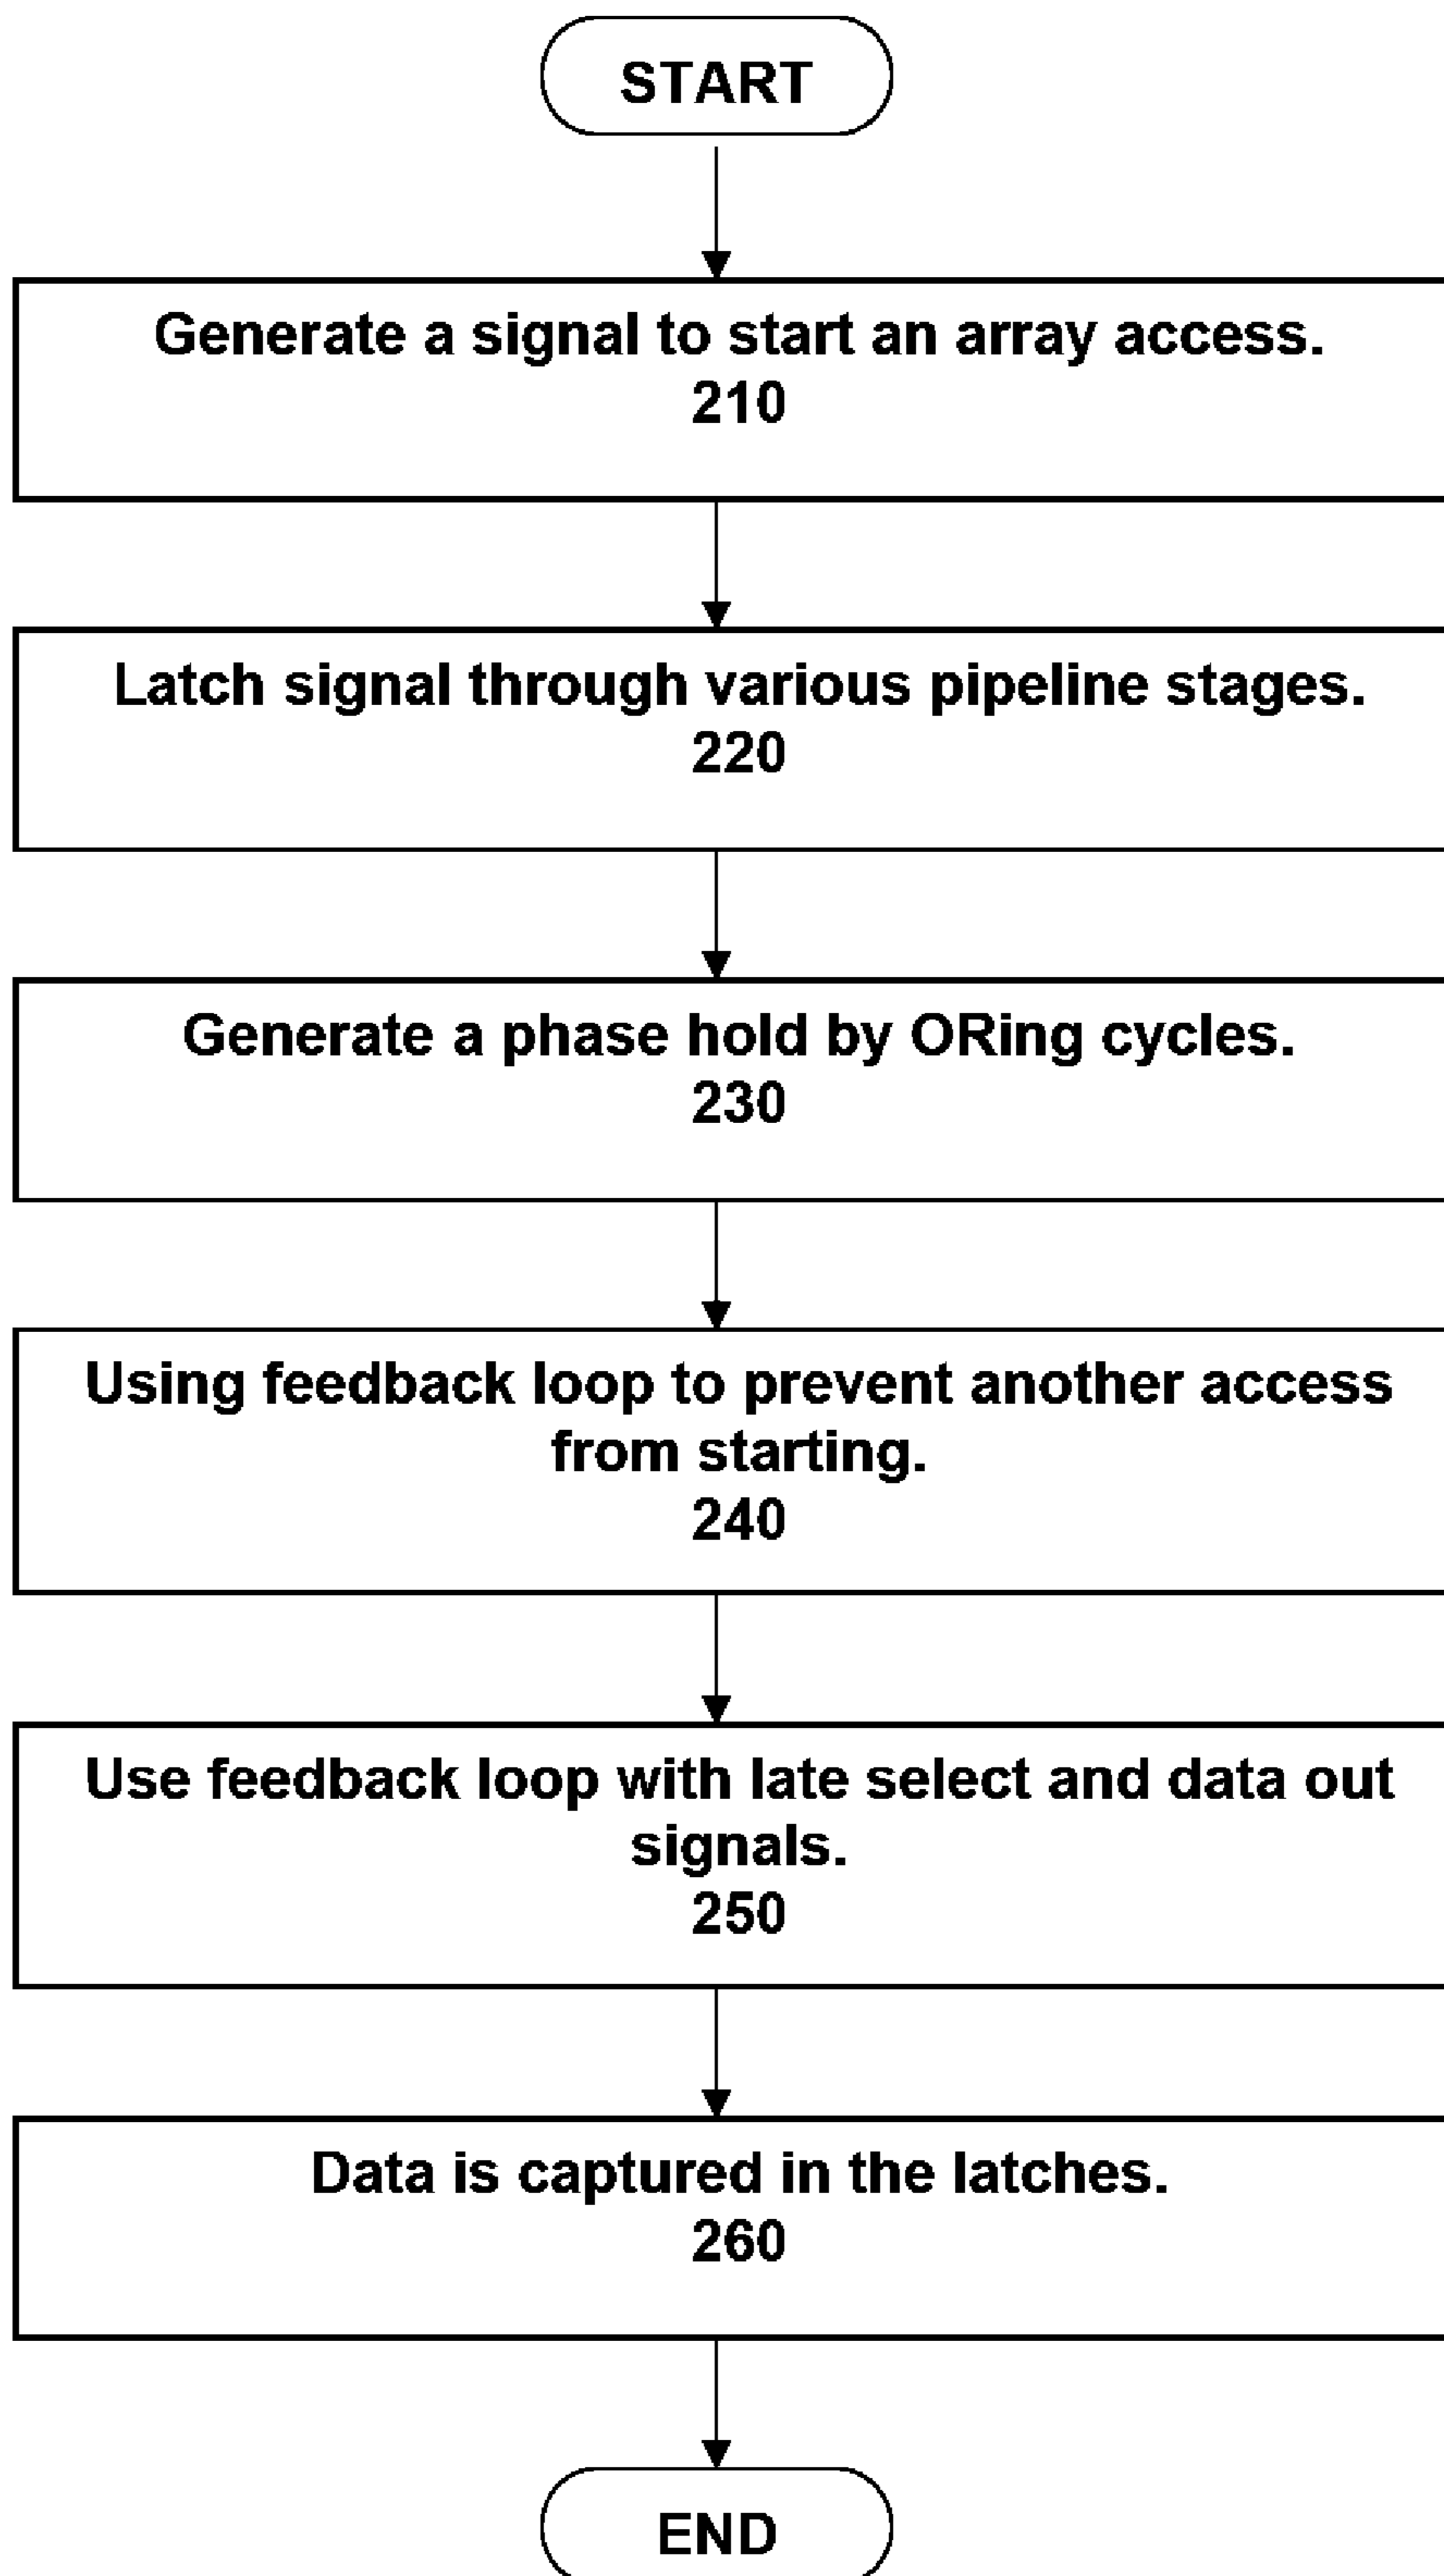 START
Generate a signal to start an array access.
210
Latch signal through various pipeline stages.
220
Generate a phase hold by ORing cycles.
230
Using feedback loop to prevent another access
from starting.
240
Use feedback loop with late select and data out
signals.
250
Data is captured in the latches.
260
END